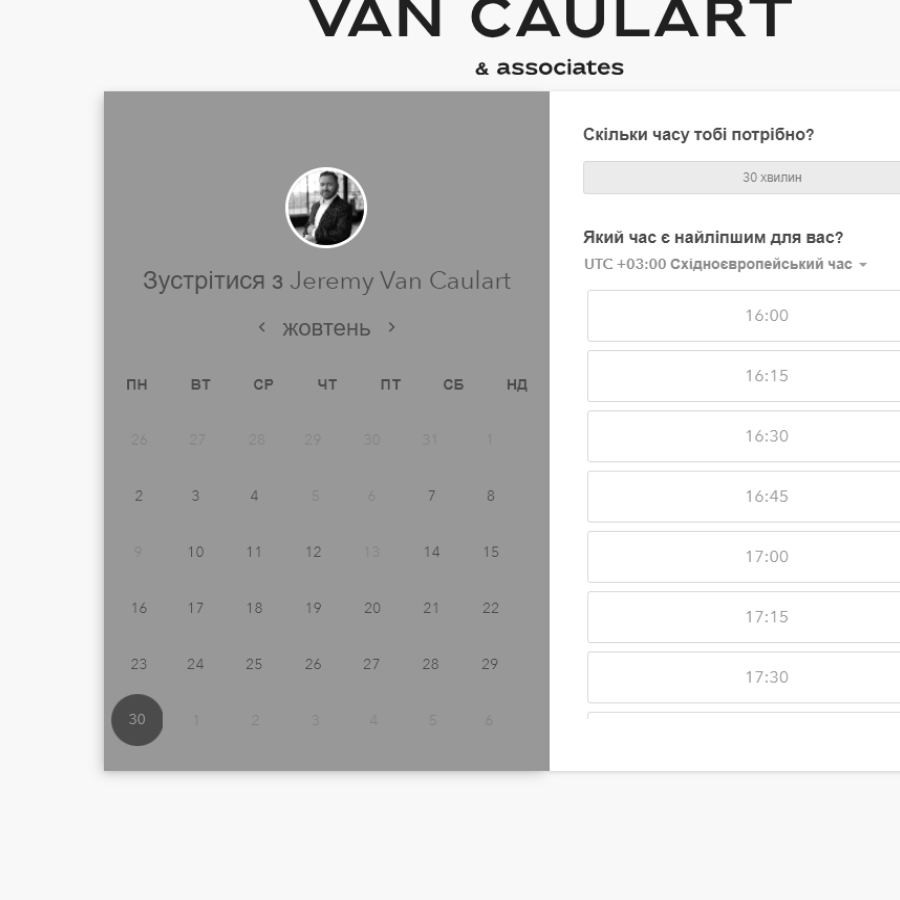 VAN CAULART
& associates
Зустрітися з Jeremy Van Caulart
жовтень
ПН ВТ СР ЧТ ПТ СБ НД
26 27 28 29 30 31 1
2 3 4 5 6 7 8
9 10 11 12 13 14 15
16 17 18 19 20 21 22
23 24 25 26 27 28 29
30 1 2 3 4 5 6
Скільки часу тобі потрібно?
30 хвилин
Який час є найліпшим для вас?
UTC +03:00 Східноєвропейський час
16:00
16:15
16:30
16:45
17:00
17:15
17:30